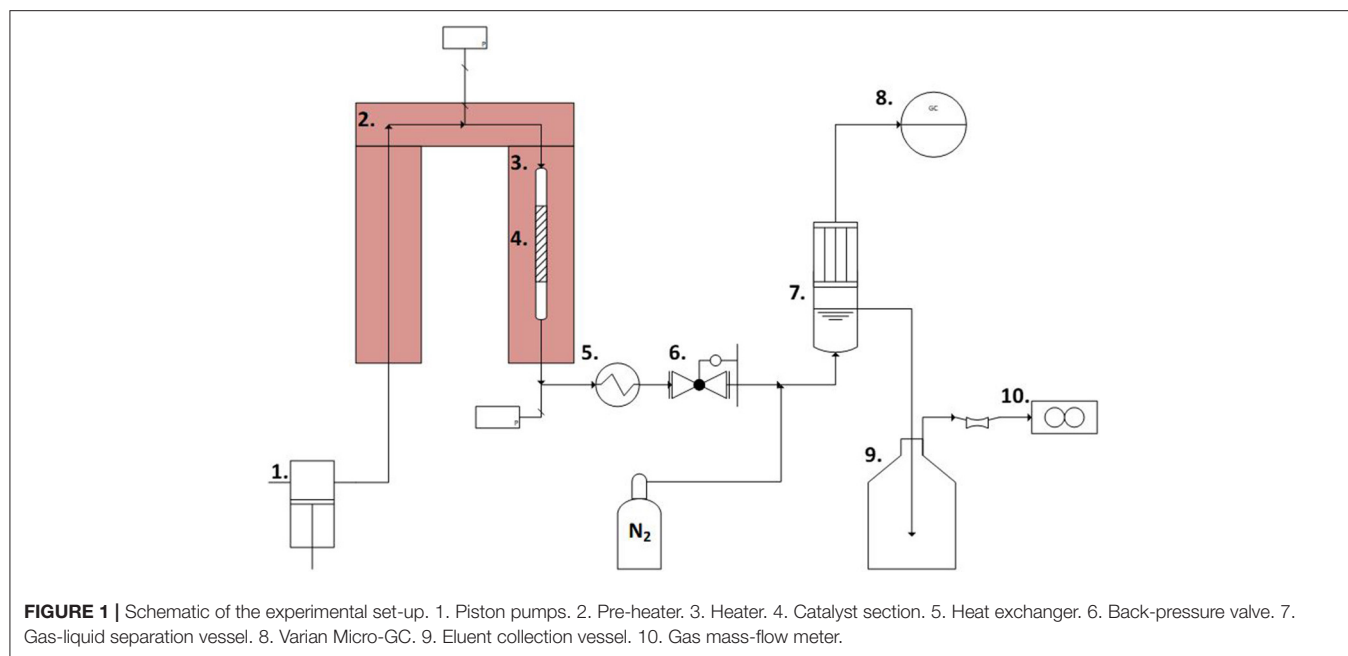 P
2.
3.
4.
8.
GC
7.
5.
6.
P
10.
1.
9.
N₂
FIGURE 1 | Schematic of the experimental set-up. 1. Piston pumps. 2. Pre-heater. 3. Heater. 4. Catalyst section. 5. Heat exchanger. 6. Back-pressure valve. 7.
Gas-liquid separation vessel. 8. Varian Micro-GC. 9. Eluent collection vessel. 10. Gas mass-flow meter.